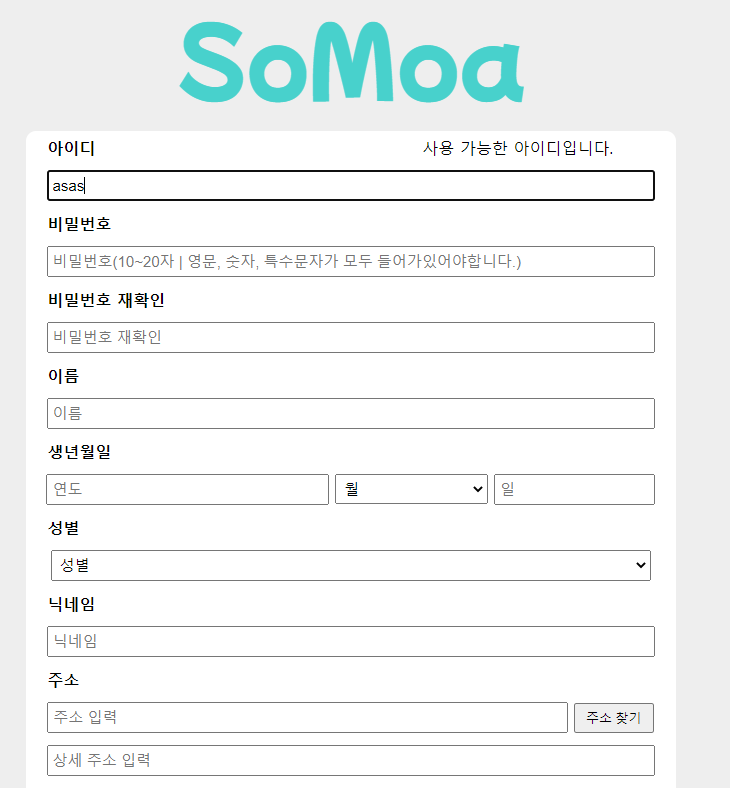 SoMoa
아이디 사용 가능한 아이디입니다.
asas
비밀번호
비밀번호(10~20자 | 영문, 숫자, 특수문자가 모두 들어가있어야합니다.)
비밀번호 재확인
비밀번호 재확인
이름
이름
생년월일
연도 월 일
성별
성별
닉네임
닉네임
주소
주소 입력 주소 찾기
상세 주소 입력